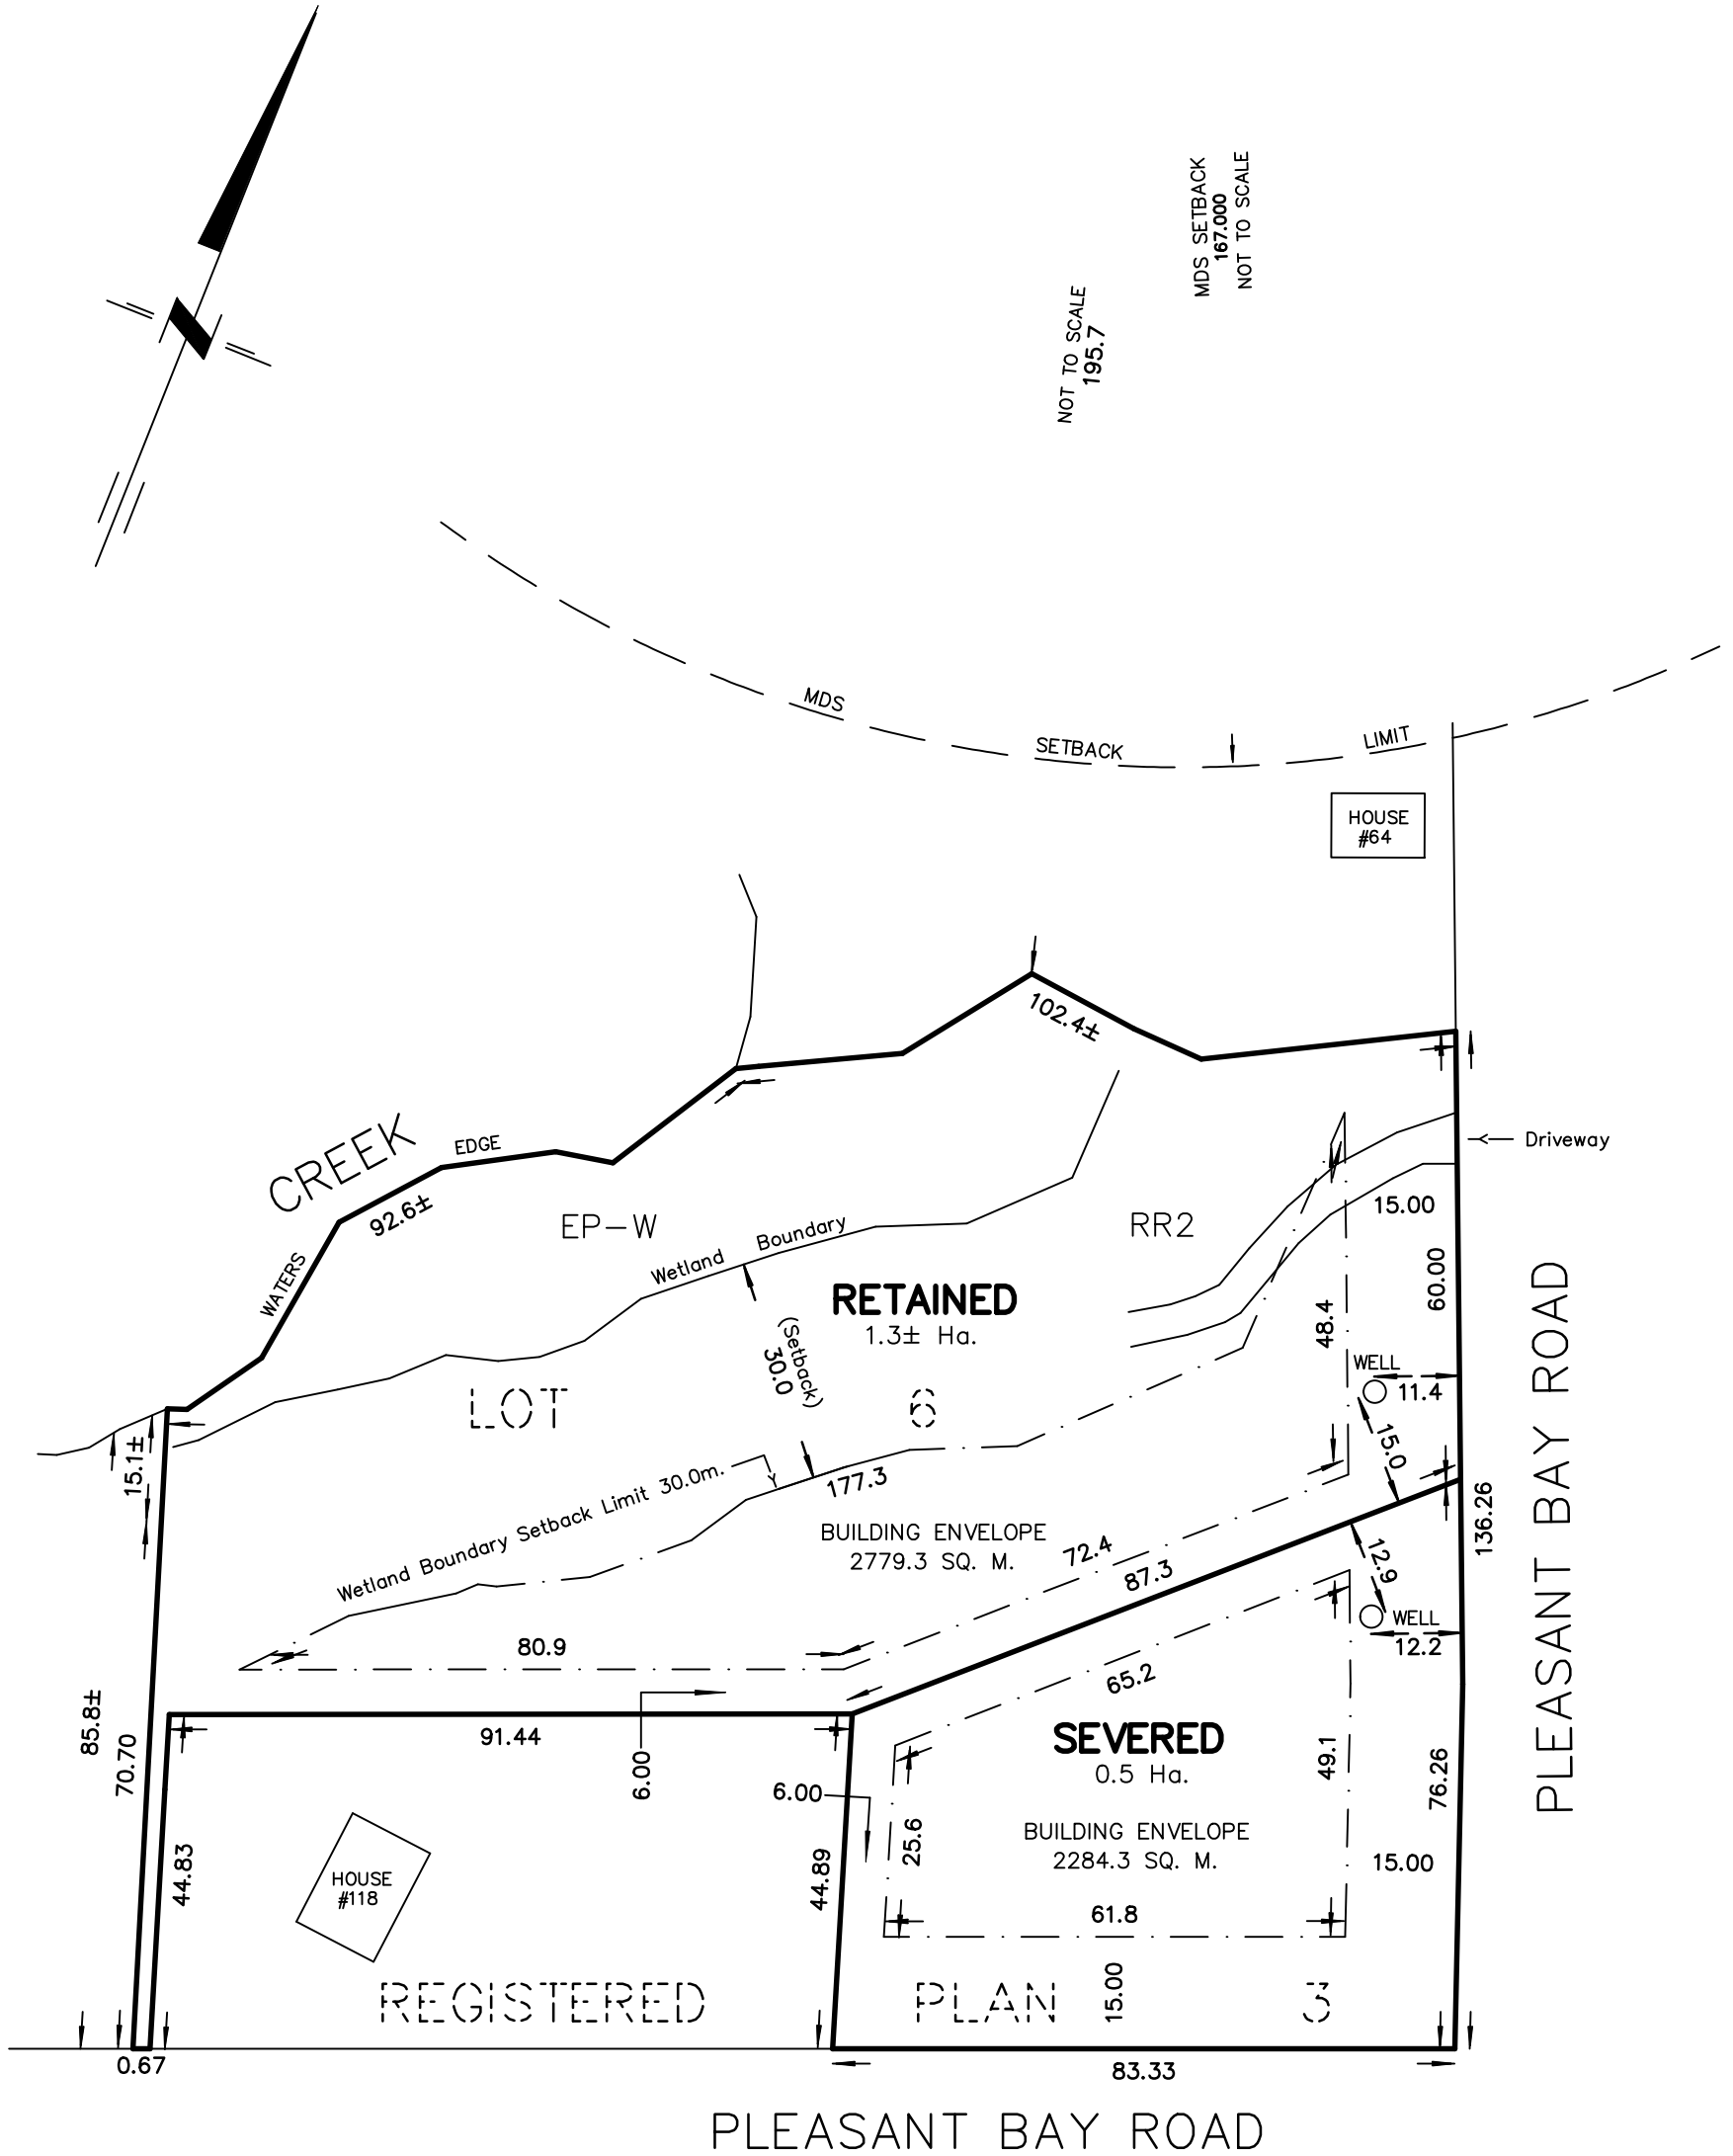 N
MDS SETBACK
167.000
NOT TO SCALE
NOT TO SCALE
195.7
MDS SETBACK LIMIT
HOUSE
#64
102.4±
CREEK
WATERS EDGE
92.6±
EP-W
RR2
Driveway
15.00
60.00
Wetland Boundary
RETAINED
1.3± Ha.
(Setback)
30.0
48.4
WELL
11.4
LOT 6
15.1±
15.0
Wetland Boundary Setback Limit 30.0m.
177.3
BUILDING ENVELOPE
2779.3 SQ. M.
136.26
72.4
87.3
12.9
WELL
12.2
80.9
65.2
85.8±
70.70
91.44
6.00
6.00
SEVERED
0.5 Ha.
49.1
76.26
PLEASANT BAY ROAD
44.83
HOUSE
#118
44.89
25.6
BUILDING ENVELOPE
2284.3 SQ. M.
15.00
61.8
REGISTERED PLAN 3
15.00
0.67
83.33
PLEASANT BAY ROAD